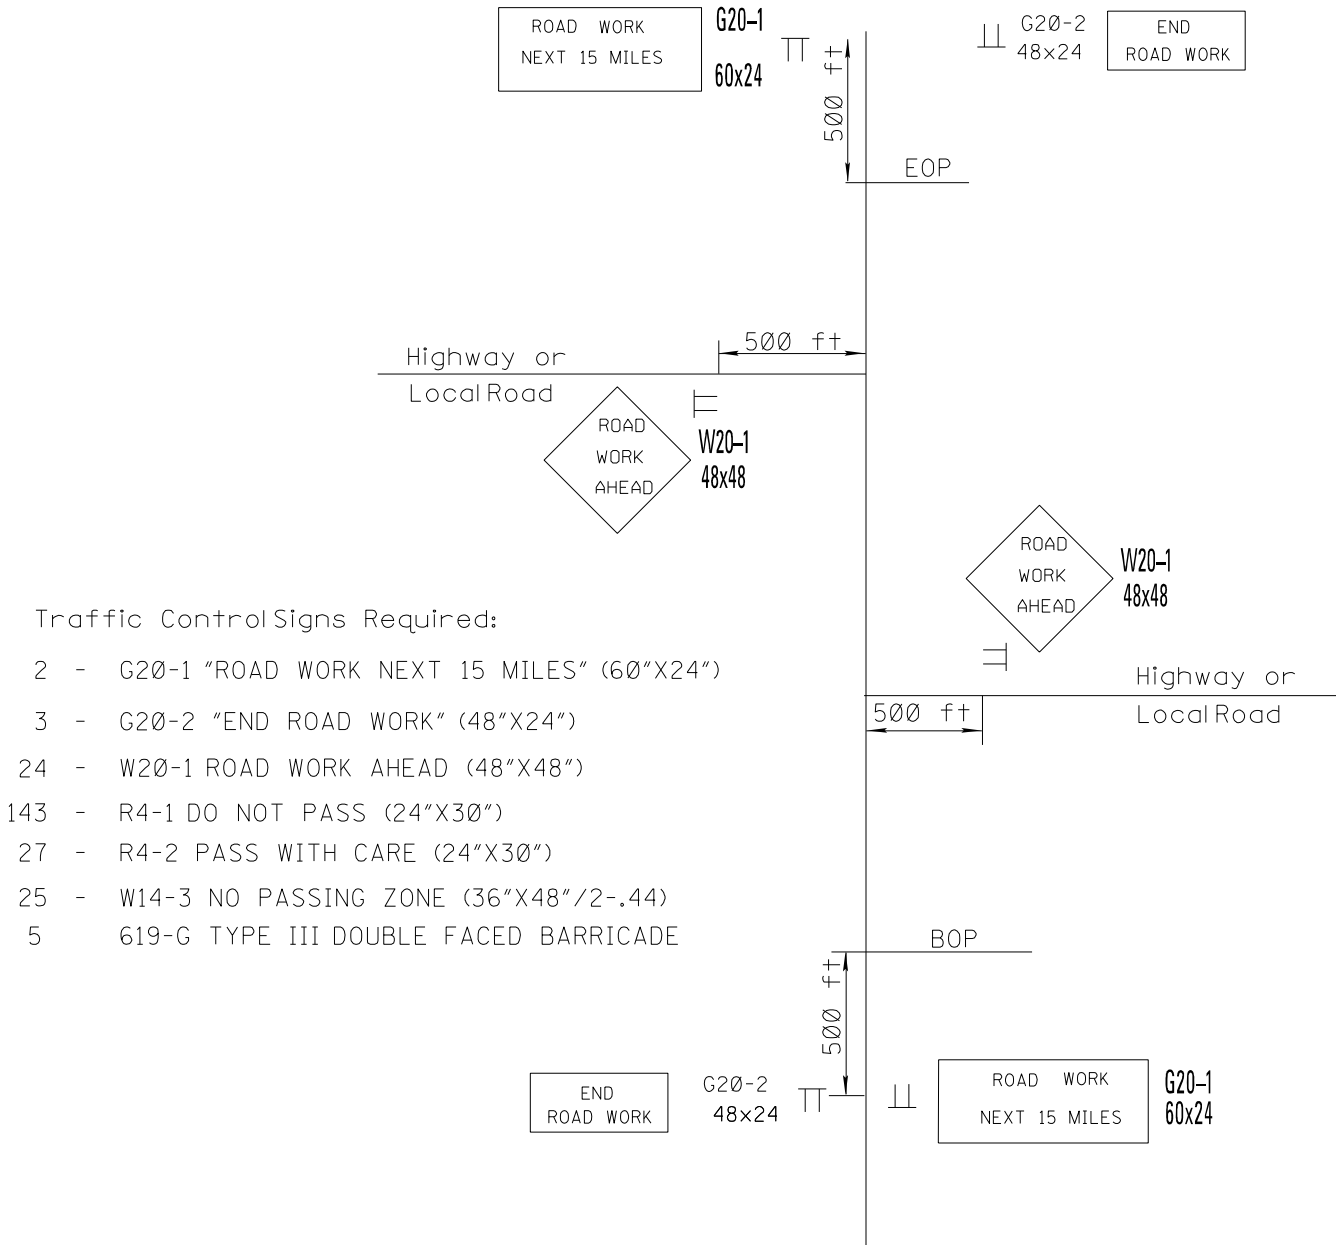 ROAD WORK
NEXT 15 MILES
G20-1
60x24
500 ft
G20-2
48x24
END
ROAD WORK
EOP
500 ft
Highway or
Local Road
ROAD
WORK
AHEAD
W20-1
48x48
ROAD
WORK
AHEAD
W20-1
48x48
Highway or
Local Road
500 ft
Traffic Control Signs Required:
2 - G20-1 "ROAD WORK NEXT 15 MILES" (60"X24")
3 - G20-2 "END ROAD WORK" (48"X24")
24 - W20-1 ROAD WORK AHEAD (48"X48")
143 - R4-1 DO NOT PASS (24"X30")
27 - R4-2 PASS WITH CARE (24"X30")
25 - W14-3 NO PASSING ZONE (36"X48"/2-.44)
5 619-G TYPE III DOUBLE FACED BARRICADE
BOP
500 ft
END
ROAD WORK
G20-2
48x24
ROAD WORK
NEXT 15 MILES
G20-1
60x24